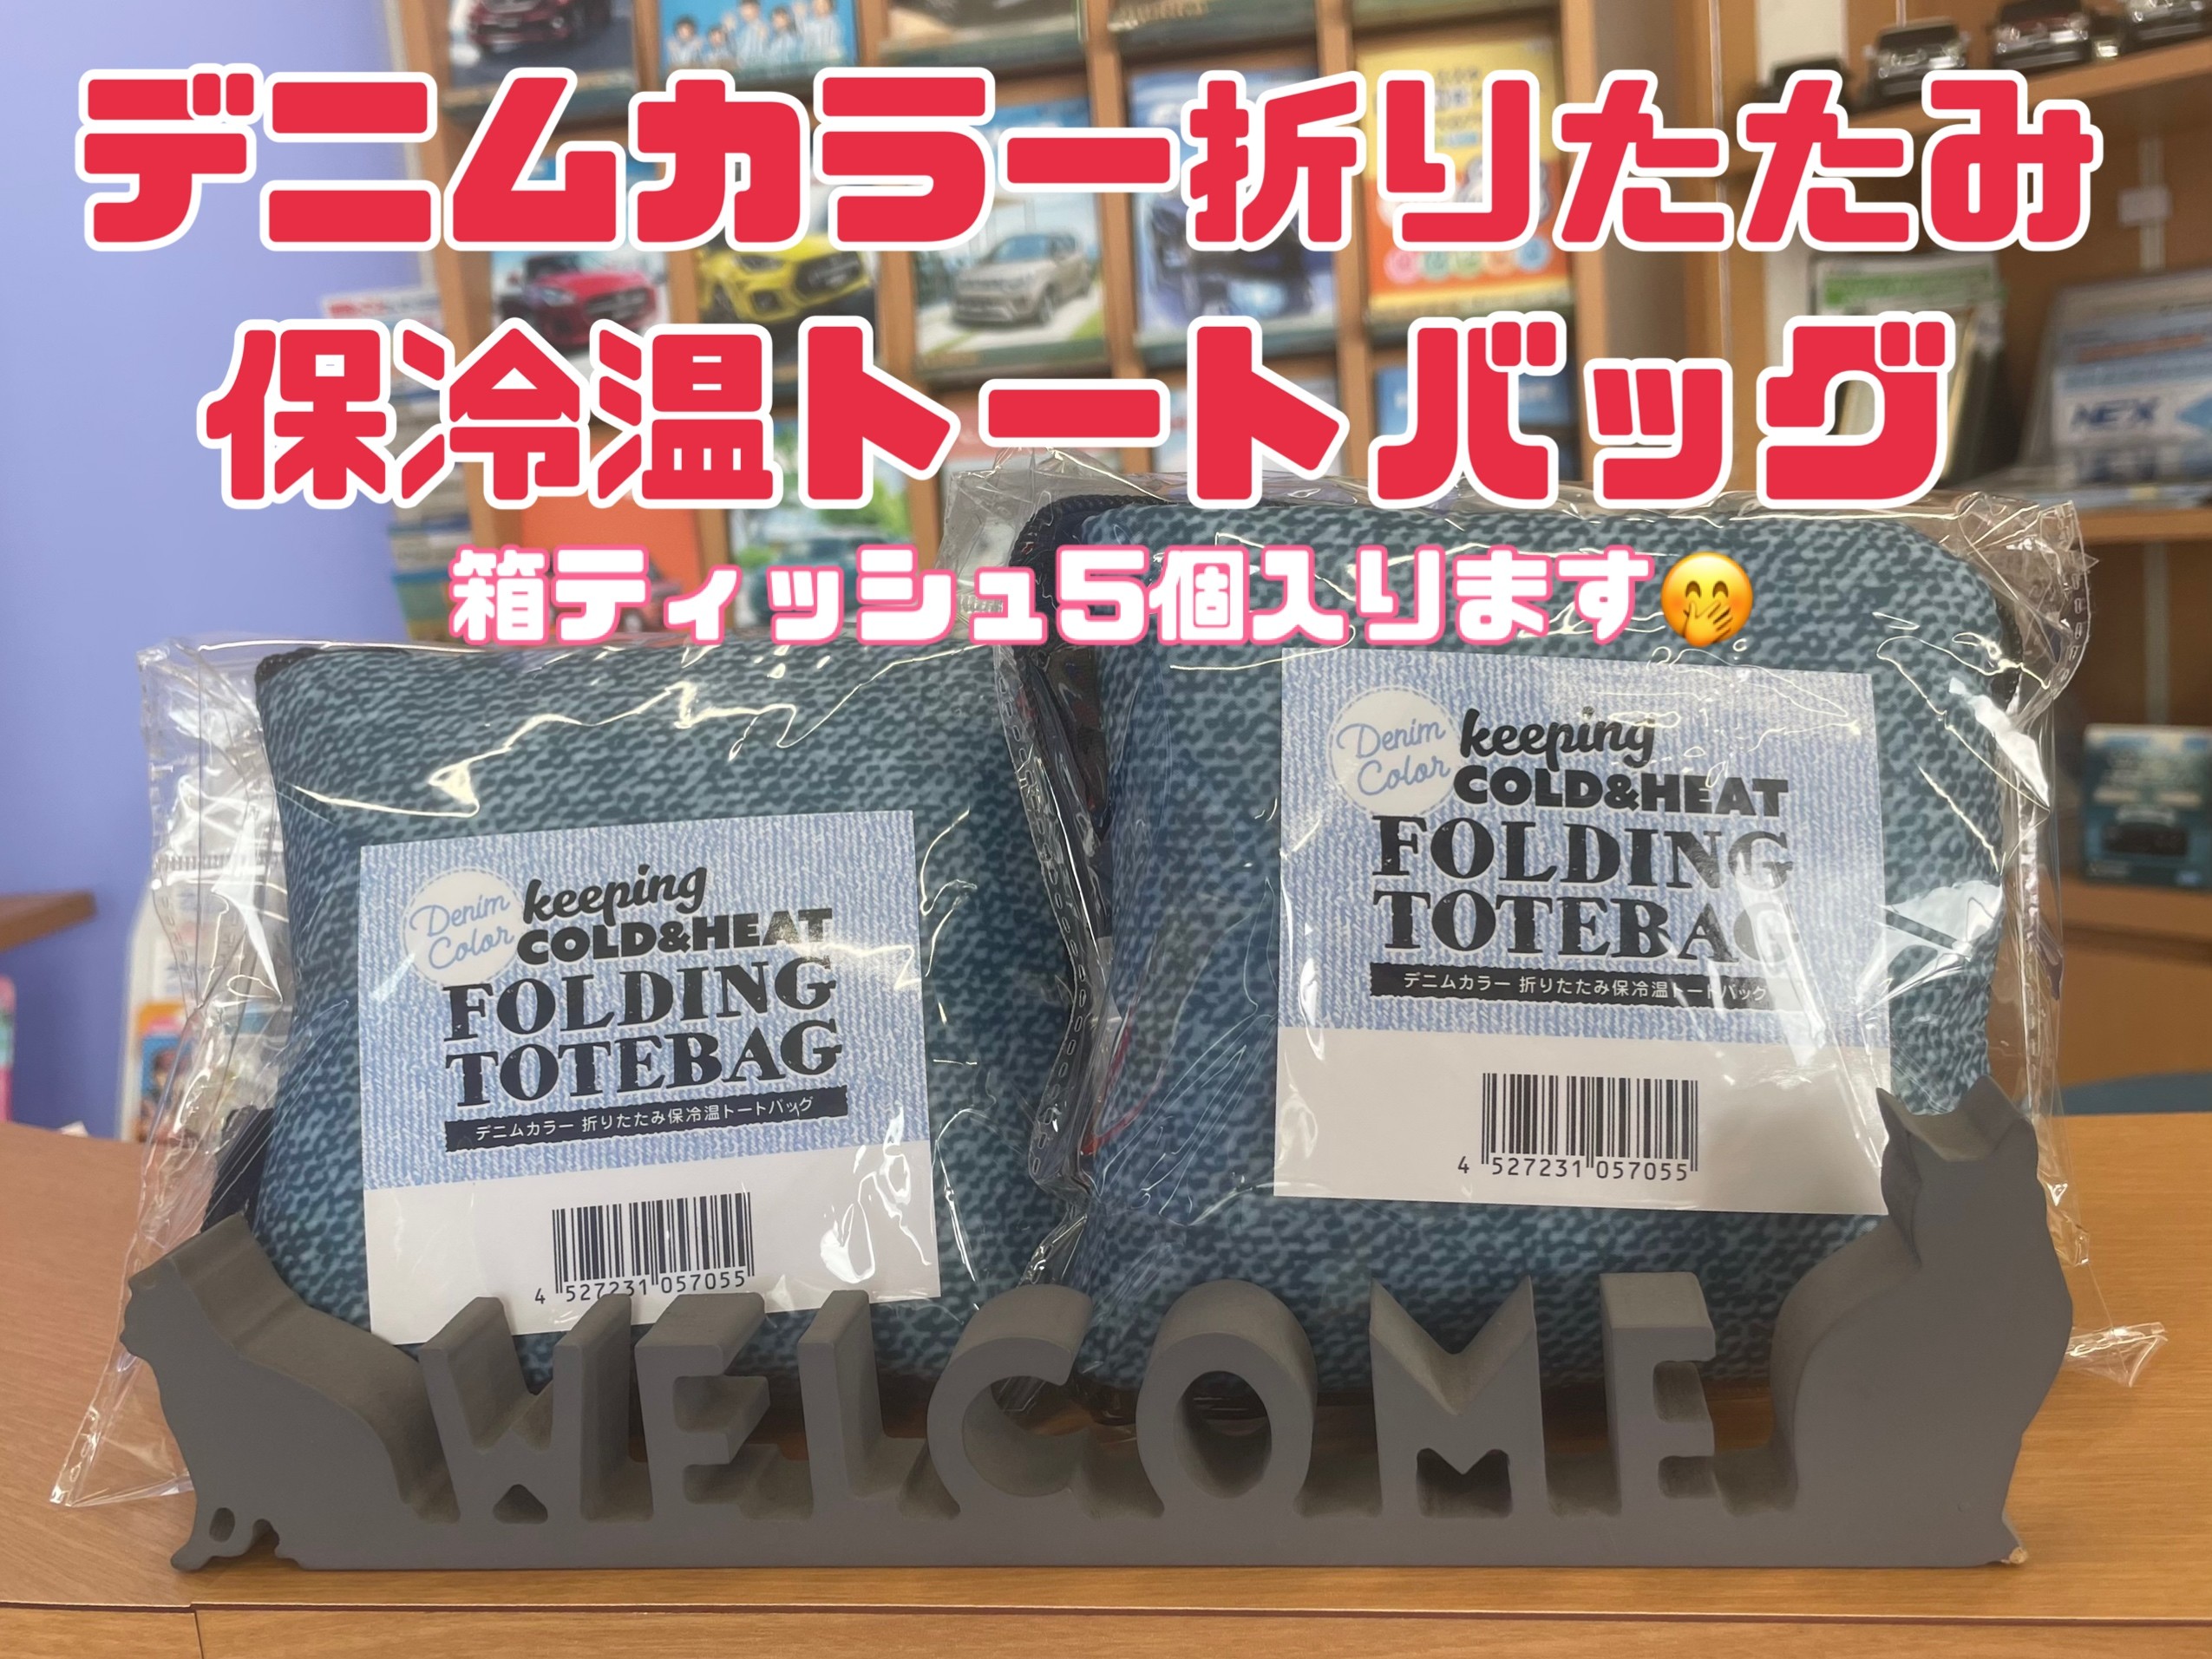 デニムカラー折りたたみ
保冷温トートバッグ
箱ティッシュ5個入ります🤭
NEX
Denim
Color
keeping
COLD&HEAT
FOLDING
TOTEBAG
デニムカラー 折りたたみ保冷温トートバッグ
4 527231 057055
Denim
Color
keeping
COLD&HEAT
FOLDING
TOTEBAG
デニムカラー 折りたたみ保冷温トートバッグ
4 527231 057055
WELCOME